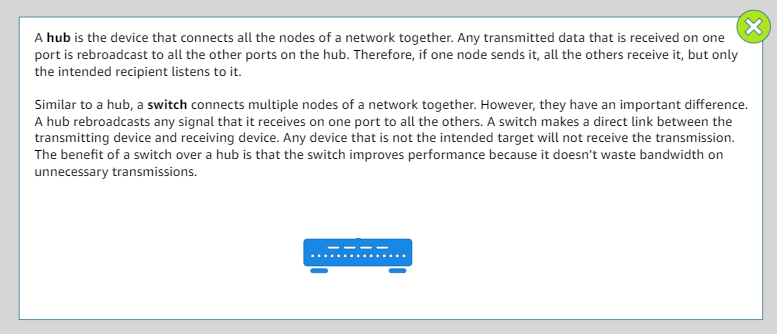 A hub is the device that connects all the nodes of a network together. Any transmitted data that is received on one
port is rebroadcast to all the other ports on the hub. Therefore, if one node sends it, all the others receive it, but only
the intended recipient listens to it.
Similar to a hub, a switch connects multiple nodes of a network together. However, they have an important difference.
A hub rebroadcasts any signal that it receives on one port to all the others. A switch makes a direct link between the
transmitting device and receiving device. Any device that is not the intended target will not receive the transmission.
The benefit of a switch over a hub is that the switch improves performance because it doesn’t waste bandwidth on
unnecessary transmissions.